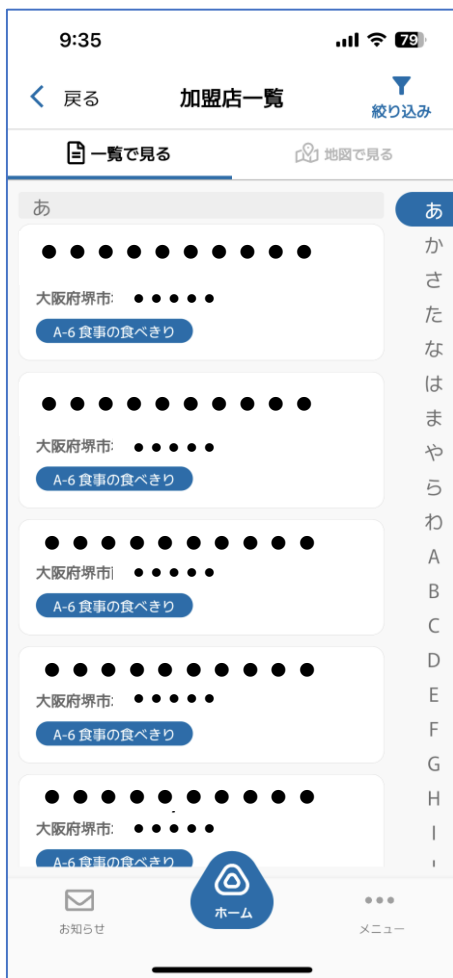 9:35
79
戻る
加盟店一覧
絞り込み
一覧で見る
地図で見る
あ
●●●●●●●●●●
大阪府堺市 ●●●●●
A-6 食事の食べきり
●●●●●●●●●●
大阪府堺市 ●●●●●
A-6 食事の食べきり
●●●●●●●●●●
大阪府堺市 ●●●●●
A-6 食事の食べきり
●●●●●●●●●●
大阪府堺市 ●●●●●
A-6 食事の食べきり
●●●●●●●●●●
大阪府堺市 ●●●●●
A-6 食事の食べきり
あ
か
さ
た
な
は
ま
や
ら
わ
A
B
C
D
E
F
G
H
I
お知らせ
ホーム
メニュー